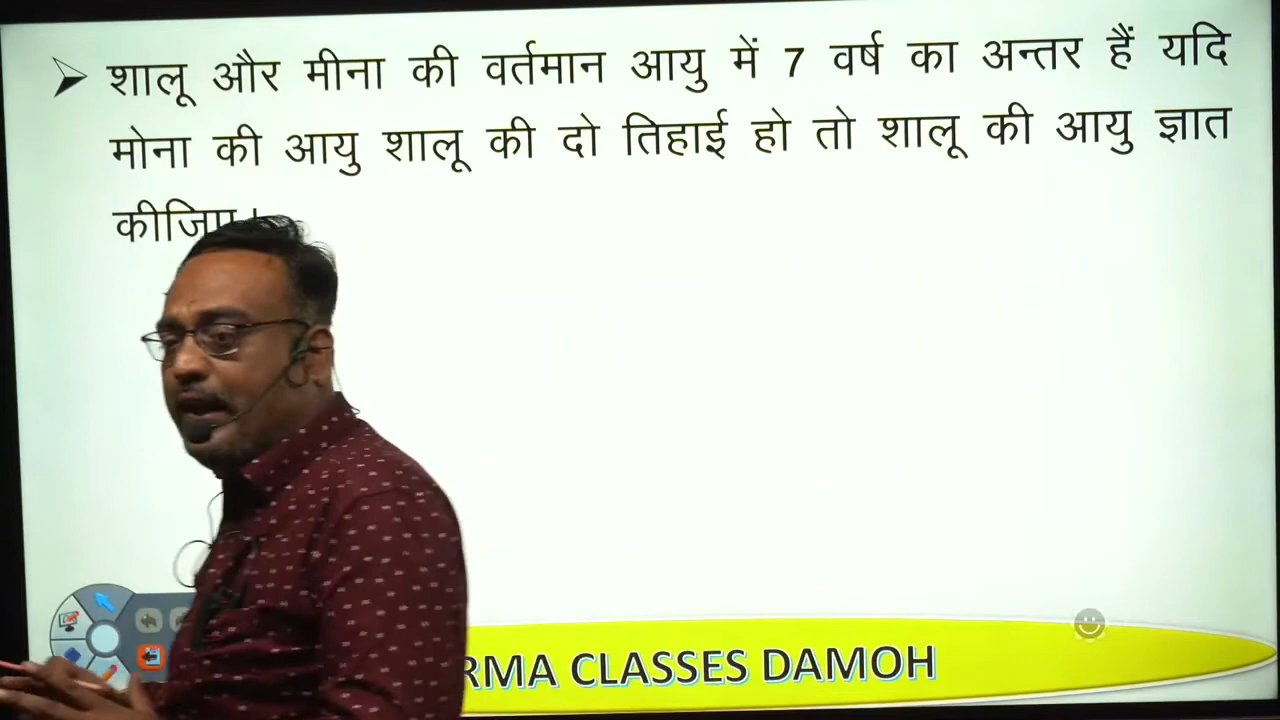 शालू और मीना की वर्तमान आयु में 7 वर्ष का अन्तर हैं यदि
मोना की आयु शालू की दो तिहाई हो तो शालू की आयु ज्ञात
कीजिए।
RMA CLASSES DAMOH